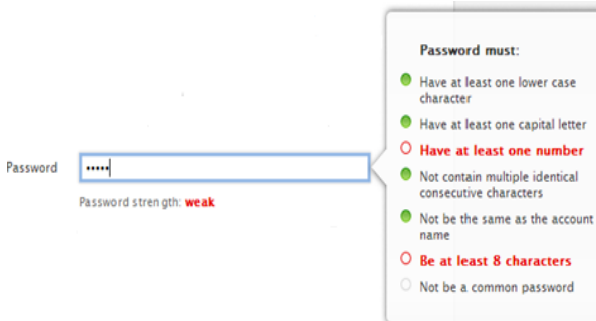 Password must:
Have at least one lower case
character
Have at least one capital letter
Have at least one number
Not contain multiple identical
consecutive characters
Not be the same as the account
name
Be at least 8 characters
Not be a common password
Password •••••
Password strength: weak